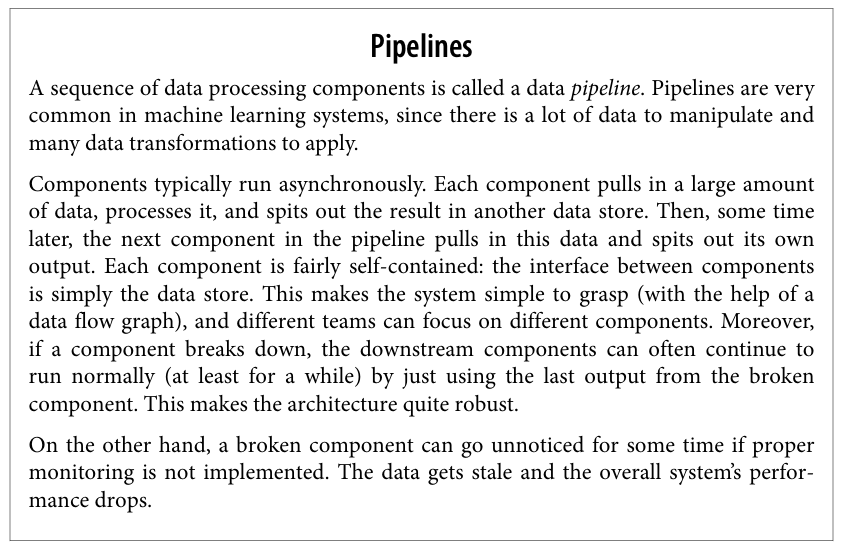 Pipelines
A sequence of data processing components is called a data pipeline. Pipelines are very
common in machine learning systems, since there is a lot of data to manipulate and
many data transformations to apply.
Components typically run asynchronously. Each component pulls in a large amount
of data, processes it, and spits out the result in another data store. Then, some time
later, the next component in the pipeline pulls in this data and spits out its own
output. Each component is fairly self-contained: the interface between components
is simply the data store. This makes the system simple to grasp (with the help of a
data flow graph), and different teams can focus on different components. Moreover,
if a component breaks down, the downstream components can often continue to
run normally (at least for a while) by just using the last output from the broken
component. This makes the architecture quite robust.
On the other hand, a broken component can go unnoticed for some time if proper
monitoring is not implemented. The data gets stale and the overall system’s perfor-
mance drops.